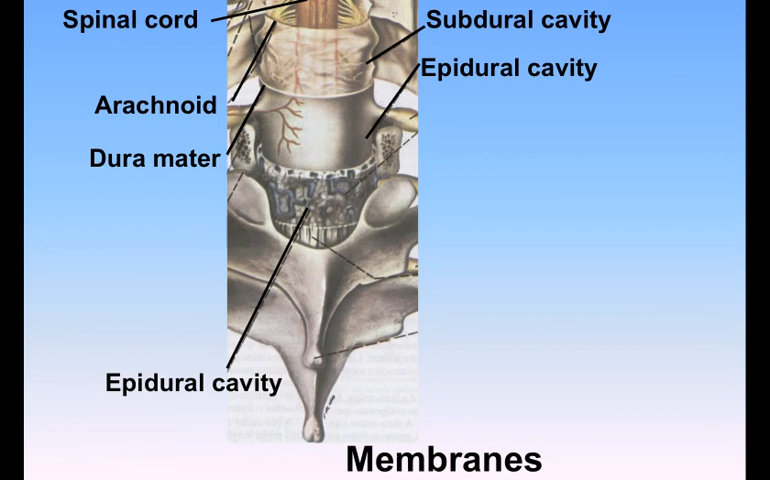 Spinal cord
Subdural cavity
Epidural cavity
Arachnoid
Dura mater
Epidural cavity
Membranes